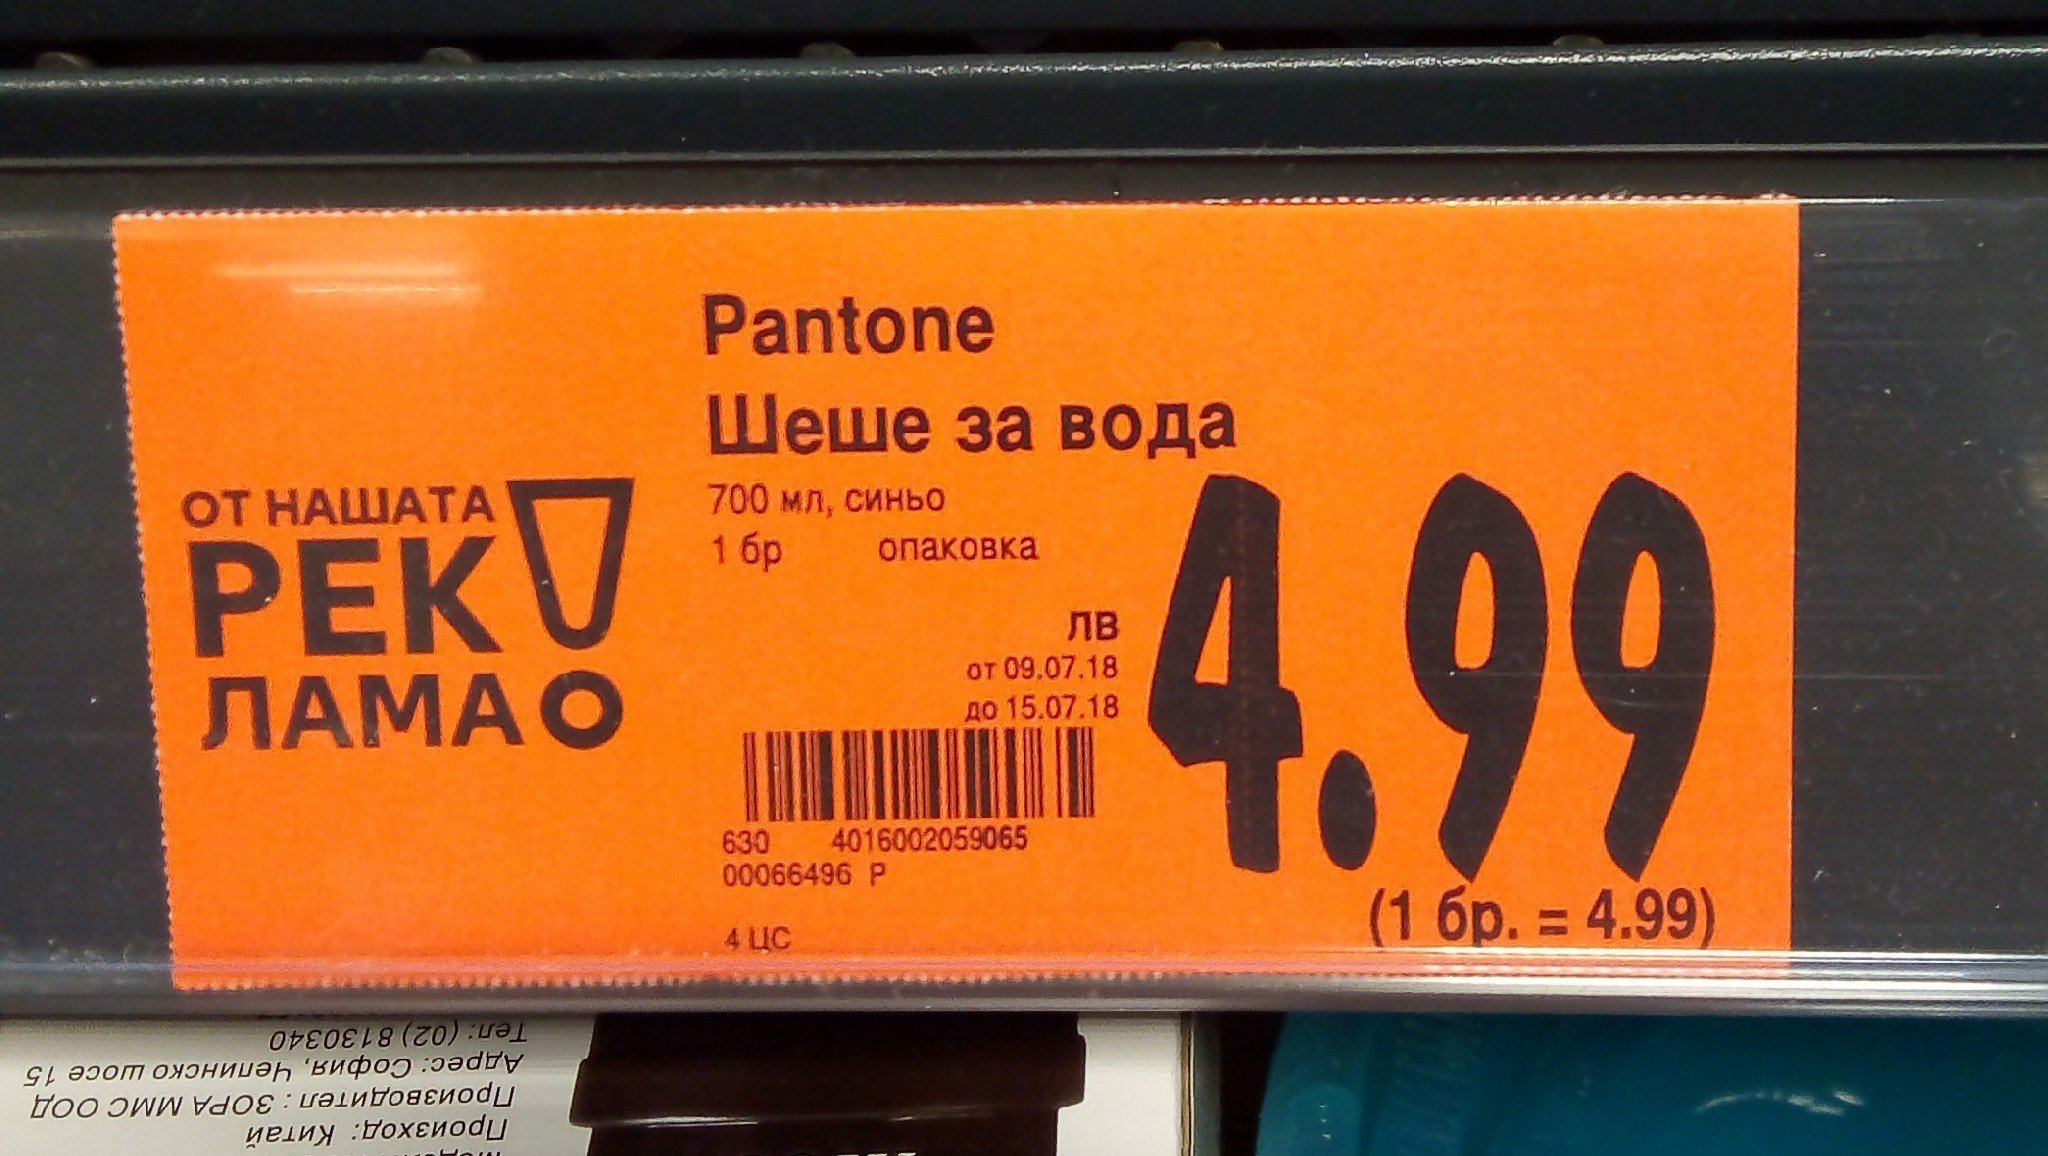 Pantone
Шеше за вода
700 мл, синьо
1 бр опаковка
ОТ НАШАТА
РЕК
ЛАМА
лв
от 09.07.18
до 15.07.18
4.99
630 4016002059065
00066496 P
4 ЦС
(1 бр. = 4.99)
Произход: Китай
Производител: ЗОРА ММС ООД
Адрес: София, Челинско шосе 15
Тел: (02) 8130340